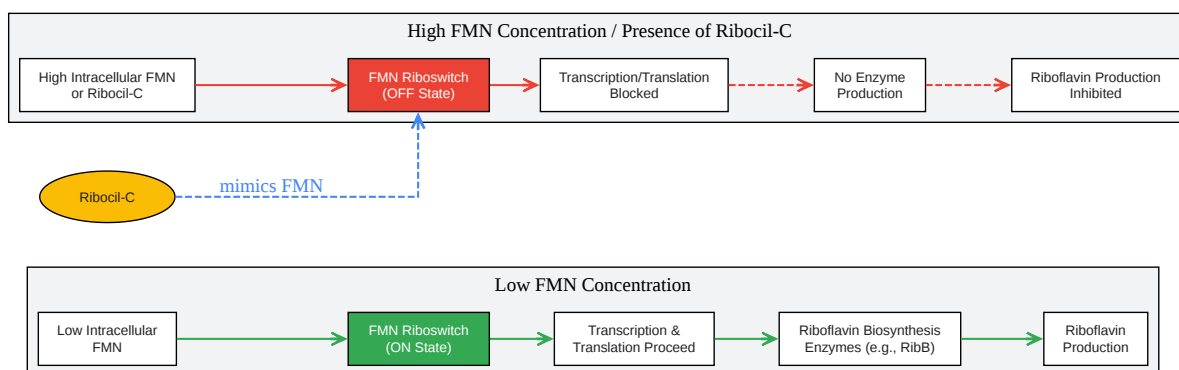 High FMN Concentration / Presence of Ribocil-C
High Intracellular FMN
or Ribocil-C
FMN Riboswitch
(OFF State)
Transcription/Translation
Blocked
No Enzyme
Production
Riboflavin Production
Inhibited
Ribocil-C
mimics FMN
Low FMN Concentration
Low Intracellular
FMN
FMN Riboswitch
(ON State)
Transcription &
Translation Proceed
Riboflavin Biosynthesis
Enzymes (e.g., RibB)
Riboflavin
Production